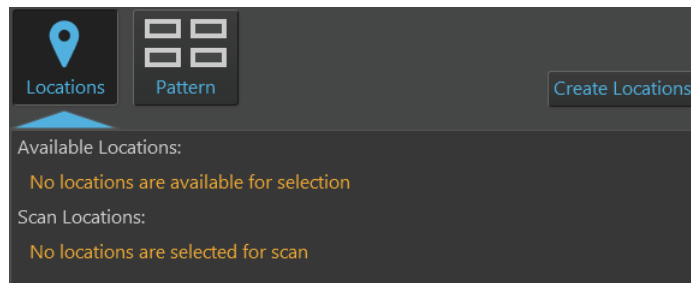 Locations
Pattern
Create Locations
Available Locations:
No locations are available for selection
Scan Locations:
No locations are selected for scan